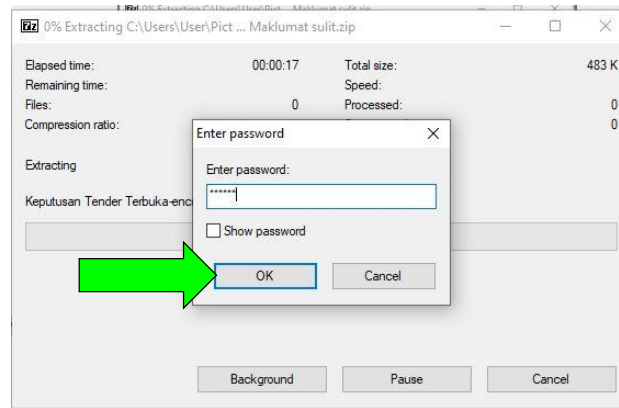 7z 0% Extracting C:\Users\User\Pict ... Maklumat sulit.zip
Elapsed time: 00:00:17 Total size: 483 K
Remaining time: Speed:
Files: 0 Processed: 0
Compression ratio: 0
Enter password
Extracting
Enter password:
******
Keputusan Tender Terbuka-enc
Show password
OK Cancel
Background Pause Cancel